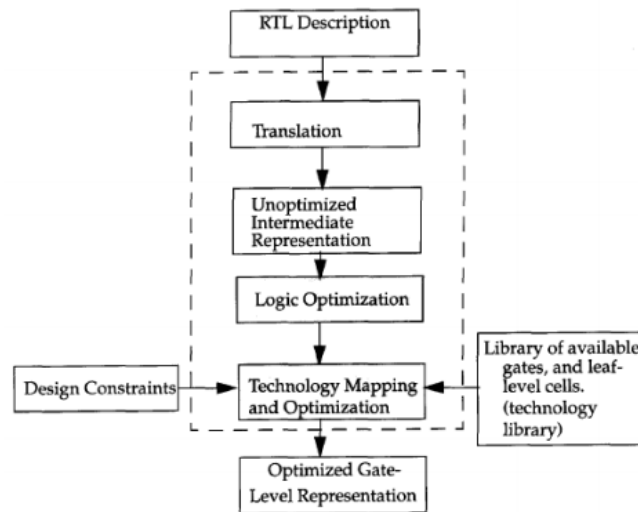 RTL Description
Translation
Unoptimized
Intermediate
Representation
Logic Optimization
Design Constraints
Technology Mapping
and Optimization
Library of available
gates, and leaf-
level cells.
(technology
library)
Optimized Gate-
Level Representation